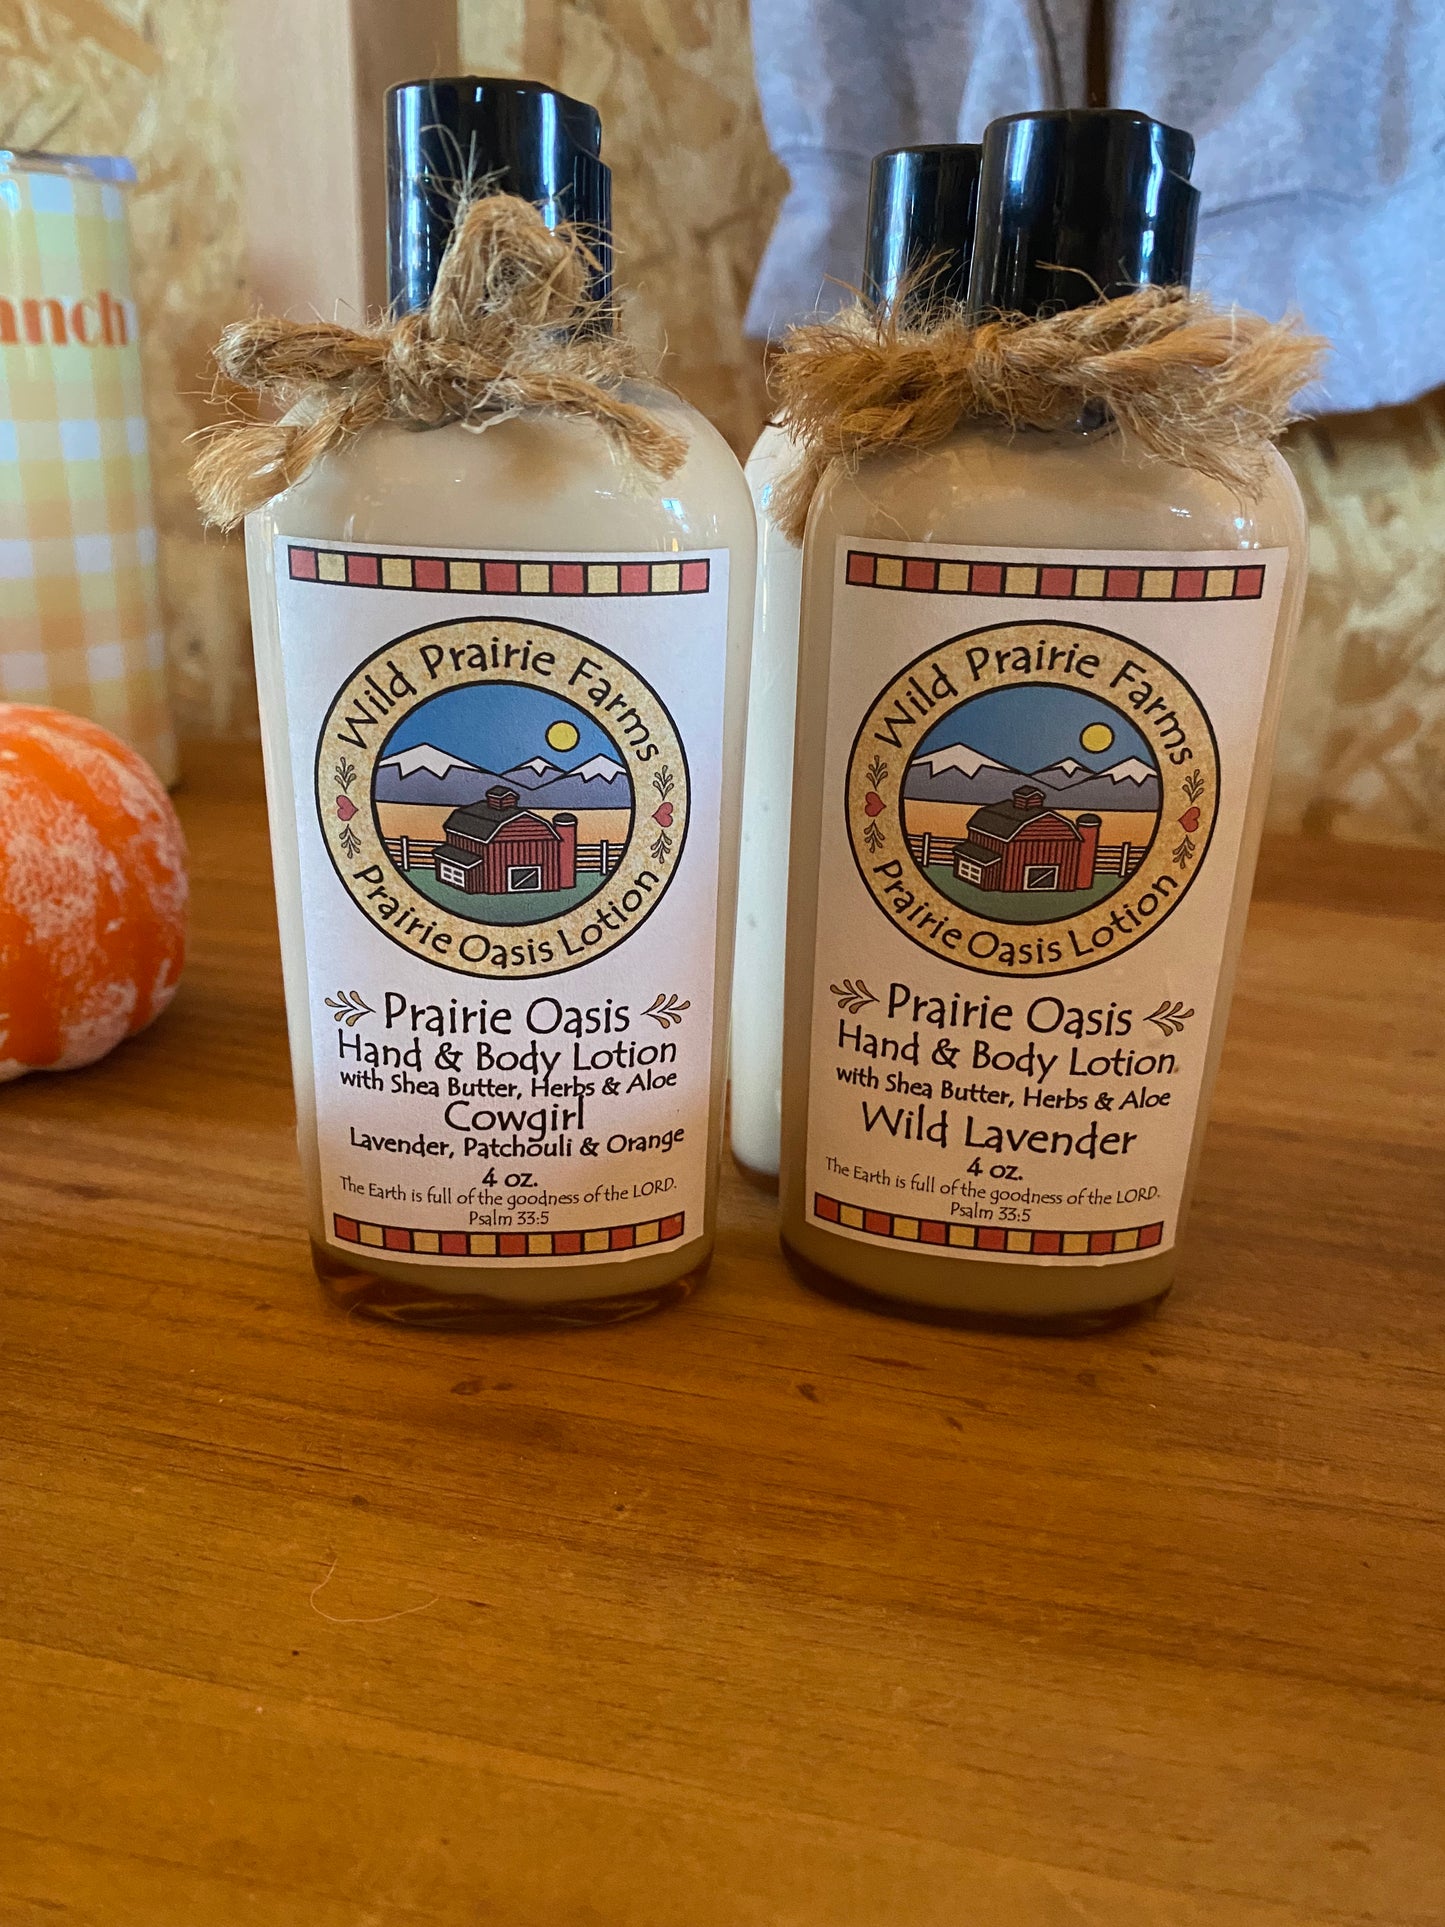 anch
Wild Prairie Farms
Prairie Oasis Lotion
Prairie Oasis
Hand & Body Lotion
with Shea Butter, Herbs & Aloe
Cowgirl
Lavender, Patchouli & Orange
4 oz.
The Earth is full of the goodness of the LORD.
Psalm 33:5
Wild Prairie Farms
Prairie Oasis Lotion
Prairie Oasis
Hand & Body Lotion
with Shea Butter, Herbs & Aloe
Wild Lavender
4 oz.
The Earth is full of the goodness of the LORD.
Psalm 33:5